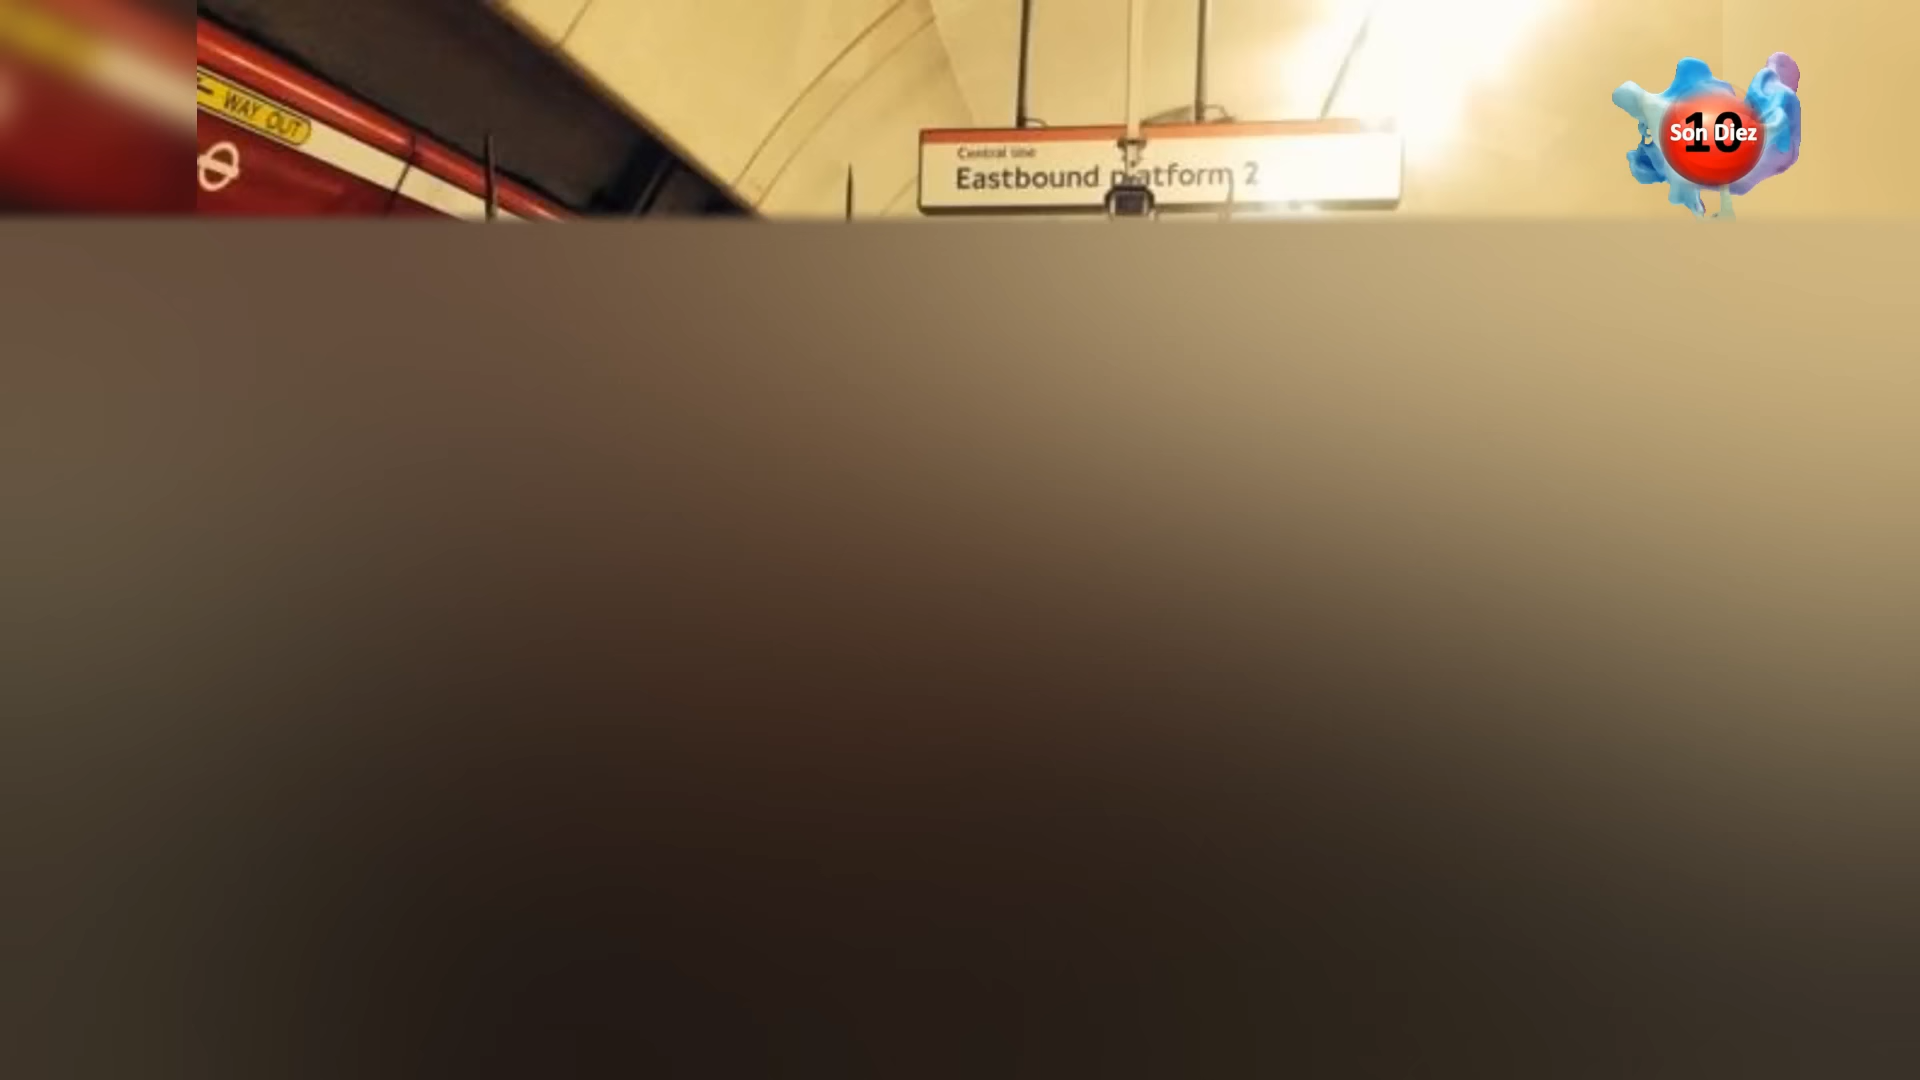 ← WAY OUT
Central line
Eastbound platform 2
10
Son Diez